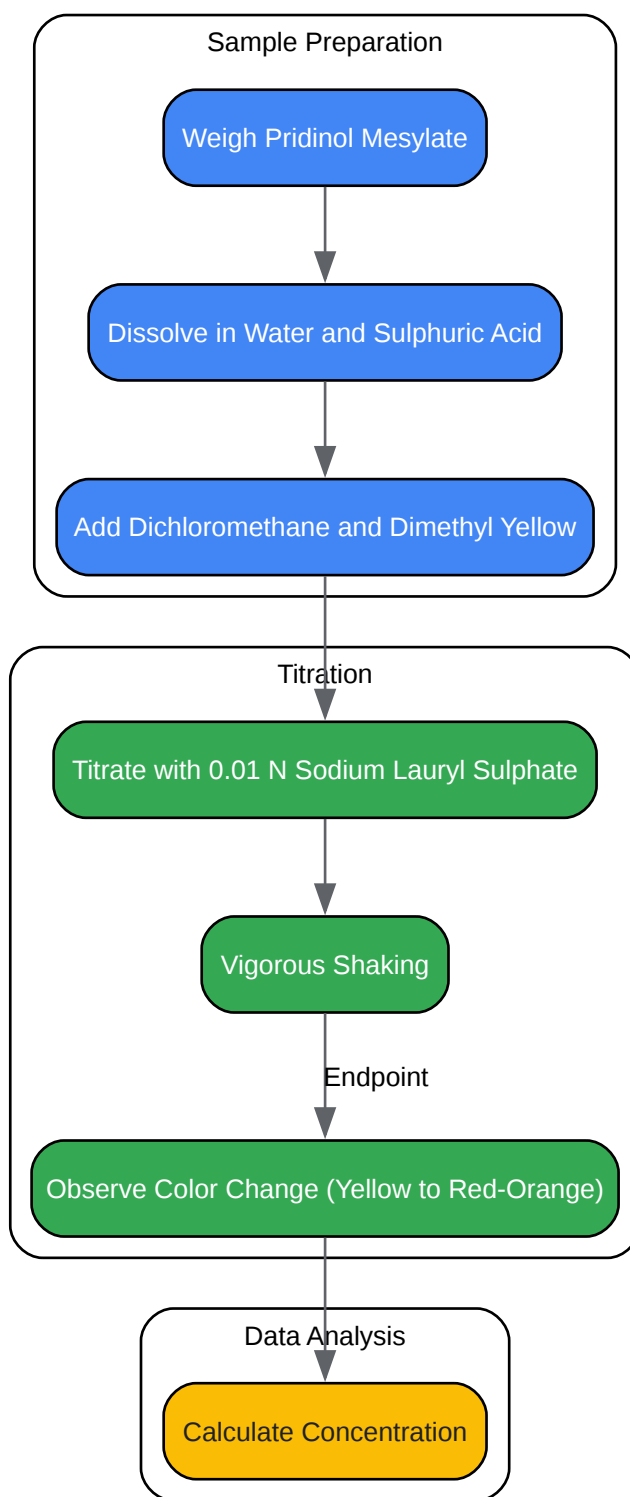 Sample Preparation
Weigh Pridinol Mesylate
Dissolve in Water and Sulphuric Acid
Add Dichloromethane and Dimethyl Yellow
Titration
Titrate with 0.01 N Sodium Lauryl Sulphate
Vigorous Shaking
Endpoint
Observe Color Change (Yellow to Red-Orange)
Data Analysis
Calculate Concentration